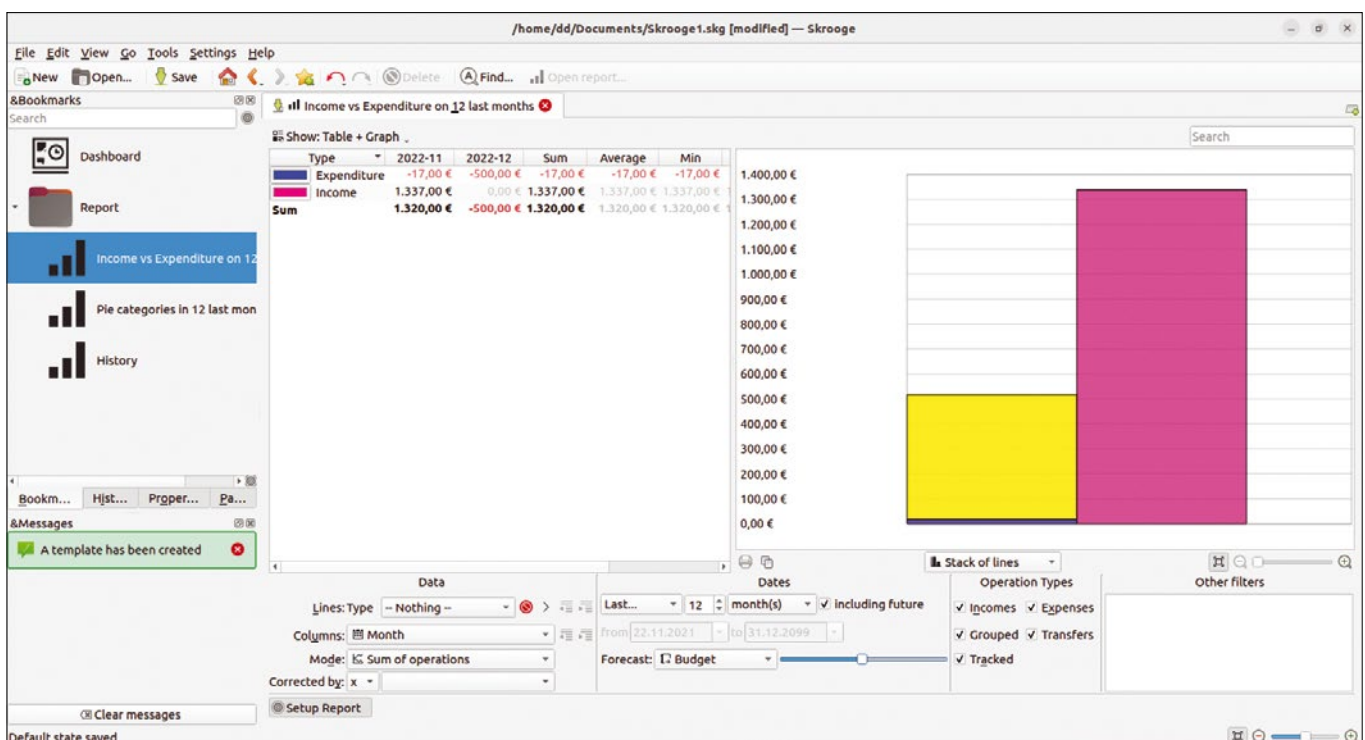 /home/dd/Documents/Skrooge1.skg [modified] — Skrooge
File Edit View Go Tools Settings Help
New Open... Save Delete Find... Open report...
&Bookmarks
Search
Dashboard
Report
Income vs Expenditure on 12
Pie categories in 12 last mon
History
Bookm... Hist... Proper... Pa...
&Messages
A template has been created
Clear messages
Default state saved
Income vs Expenditure on 12 last months
Show: Table + Graph
Search
Type 2022-11 2022-12 Sum Average Min
Expenditure -17,00 € -500,00 € -17,00 € -17,00 € -17,00 €
Income 1.337,00 € 0,00 € 1.337,00 € 1.337,00 € 1.337,00 € 1
Sum 1.320,00 € -500,00 € 1.320,00 € 1.320,00 € 1.320,00 € 1
1.400,00 €
1.300,00 €
1.200,00 €
1.100,00 €
1.000,00 €
900,00 €
800,00 €
700,00 €
600,00 €
500,00 €
400,00 €
300,00 €
200,00 €
100,00 €
0,00 €
Stack of lines
Data
Lines: Type -- Nothing --
Columns: Month
Mode: Sum of operations
Corrected by: x
Dates
Last... 12 month(s) including future
from 22.11.2021 to 31.12.2099
Forecast: Budget
Operation Types
Incomes Expenses
Grouped Transfers
Tracked
Other filters
Setup Report